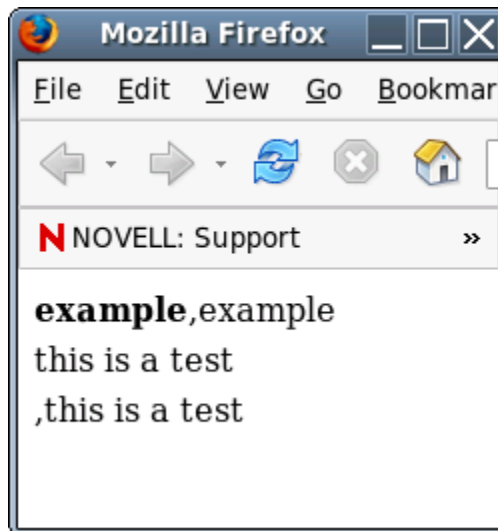 Mozilla Firefox
File Edit View Go Bookmar
N NOVELL: Support »
example,example
this is a test
,this is a test